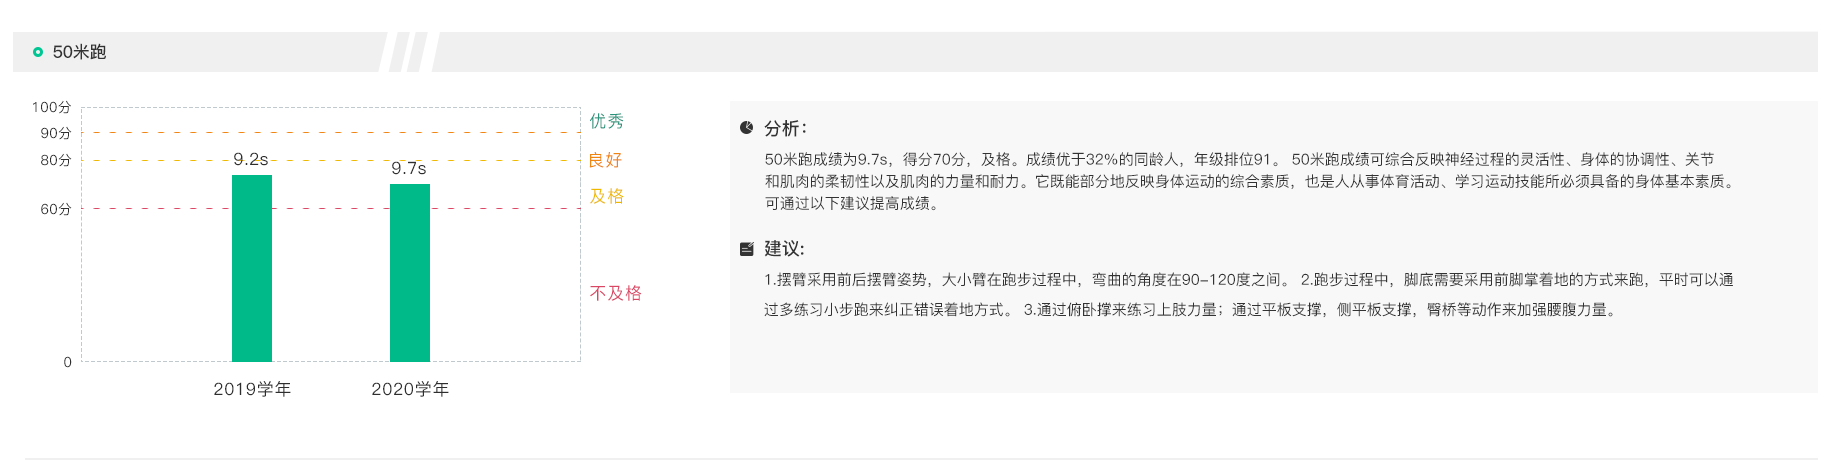 50米跑
100分
90分
80分
60分
0
9.2s
9.7s
2019学年
2020学年
优秀
良好
及格
不及格
分析：
50米跑成绩为9.7s，得分70分，及格。成绩优于32%的同龄人，年级排位91。 50米跑成绩可综合反映神经过程的灵活性、身体的协调性、关节
和肌肉的柔韧性以及肌肉的力量和耐力。它既能部分地反映身体运动的综合素质，也是人从事体育活动、学习运动技能所必须具备的身体基本素质。
可通过以下建议提高成绩。
建议:
1.摆臂采用前后摆臂姿势，大小臂在跑步过程中，弯曲的角度在90-120度之间。 2.跑步过程中，脚底需要采用前脚掌着地的方式来跑，平时可以通
过多练习小步跑来纠正错误着地方式。 3.通过俯卧撑来练习上肢力量；通过平板支撑，侧平板支撑，臀桥等动作来加强腰腹力量。